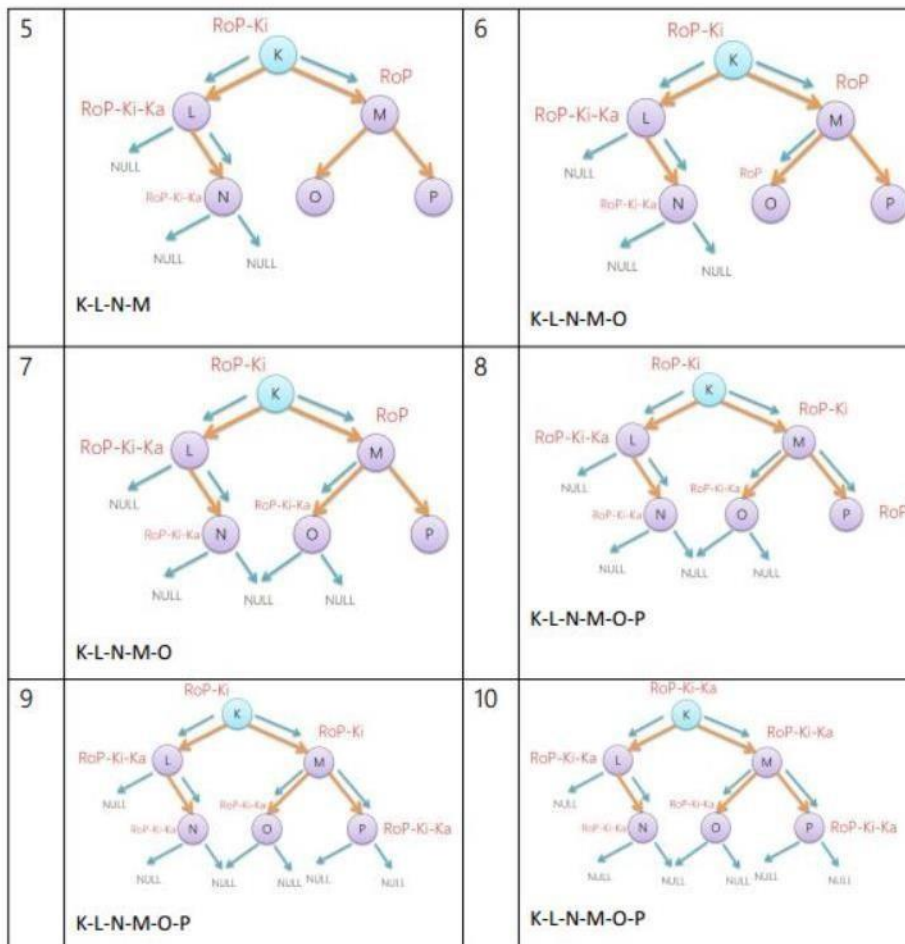 5
RoP-Ki
K
RoP
RoP-Ki-Ka
L
M
NULL
RoP-Ki-Ka
N
O
P
NULL
NULL
K-L-N-M
6
RoP-Ki
K
RoP
RoP-Ki-Ka
L
M
NULL
RoP
RoP-Ki-Ka
N
O
P
NULL
NULL
K-L-N-M-O
7
RoP-Ki
K
RoP
RoP-Ki-Ka
L
M
NULL
RoP-Ki-Ka
RoP-Ki-Ka
N
O
P
NULL
NULL
NULL
K-L-N-M-O
8
RoP-Ki
K
RoP-Ki
RoP-Ki-Ka
L
M
NULL
RoP-Ki-Ka
RoP-Ki-Ka
N
O
P
RoP
NULL
NULL
NULL
K-L-N-M-O-P
9
RoP-Ki
K
RoP-Ki
RoP-Ki-Ka
L
M
NULL
RoP-Ki-Ka
RoP-Ki-Ka
N
O
P
RoP-Ki-Ka
NULL
NULL
NULL
NULL
NULL
K-L-N-M-O-P
10
RoP-Ki-Ka
K
RoP-Ki-Ka
RoP-Ki-Ka
L
M
NULL
RoP-Ki-Ka
RoP-Ki-Ka
N
O
P
RoP-Ki-Ka
NULL
NULL
NULL
NULL
NULL
K-L-N-M-O-P